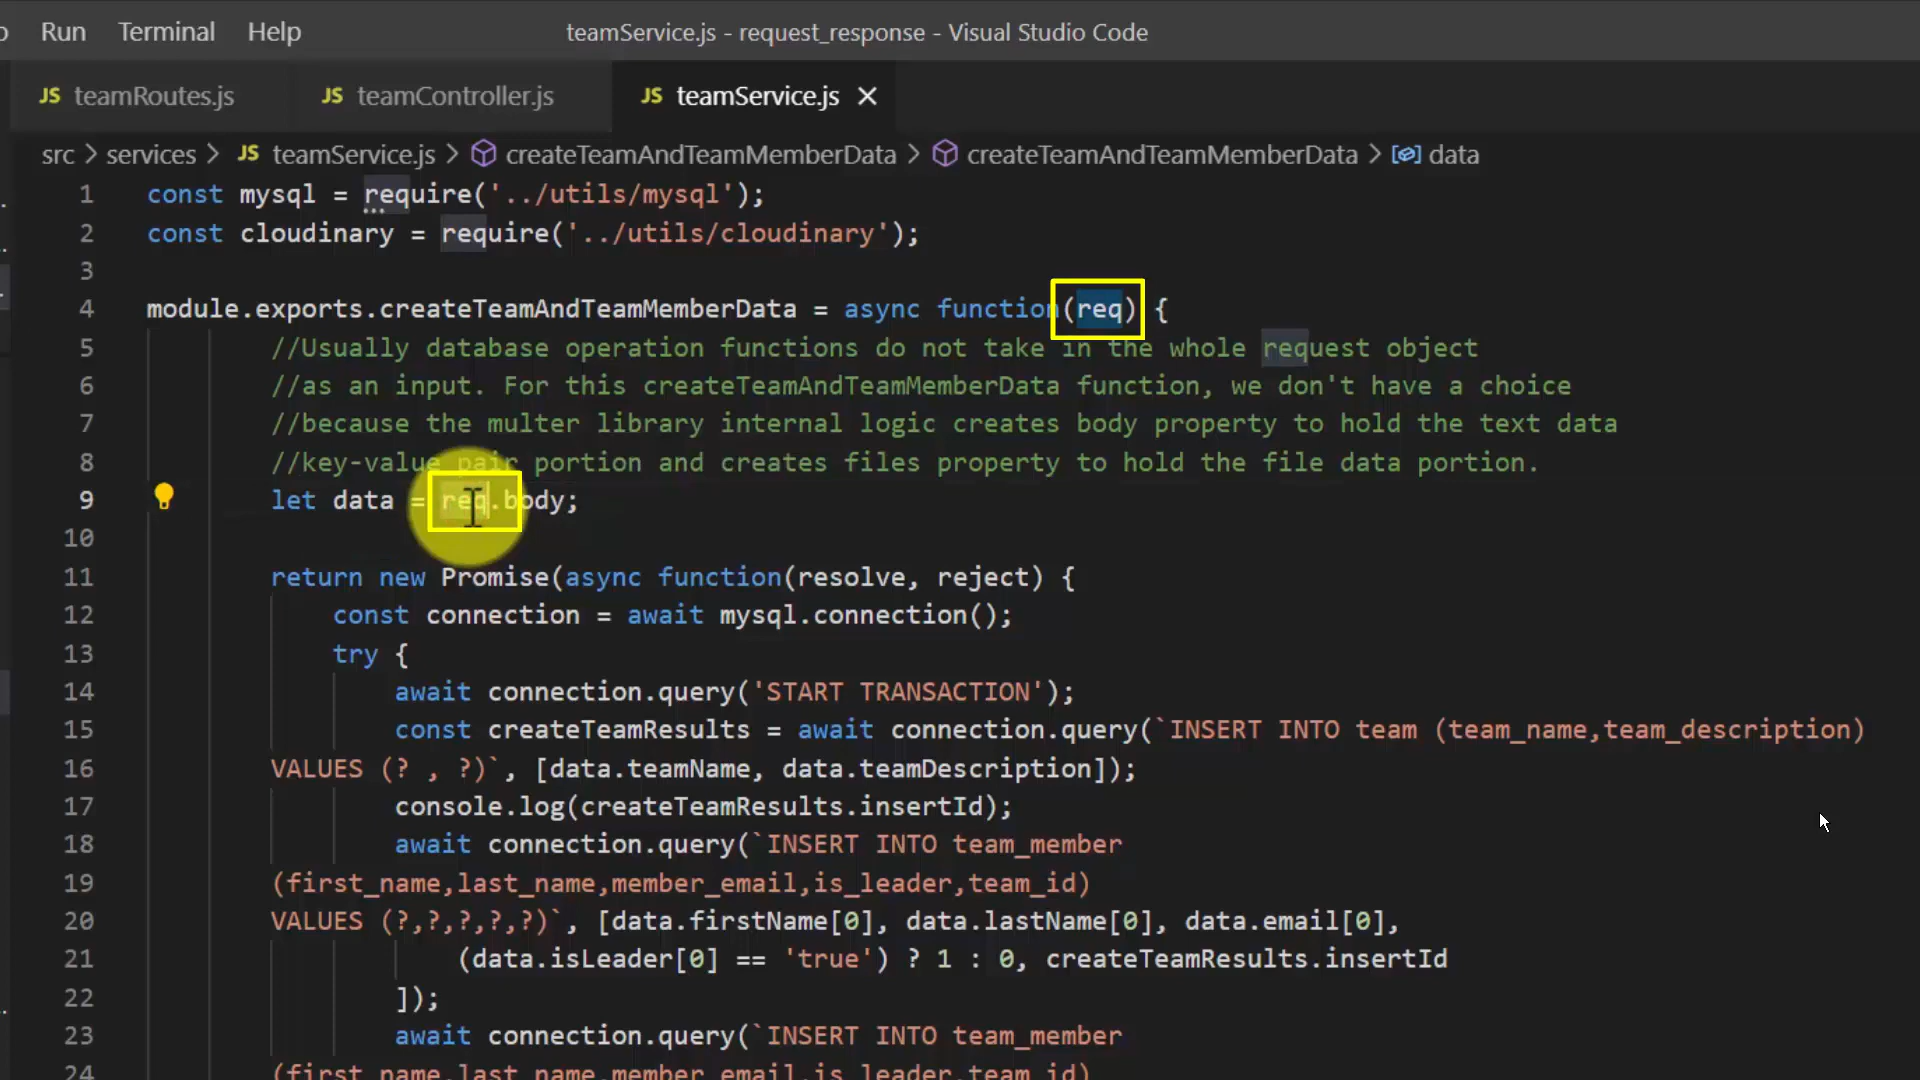 Run Terminal Help teamService.js - request_response - Visual Studio Code
JS teamRoutes.js JS teamController.js JS teamService.js ×
src > services > JS teamService.js > createTeamAndTeamMemberData > createTeamAndTeamMemberData > data
1 const mysql = require('../utils/mysql');
2 const cloudinary = require('../utils/cloudinary');
3
4 module.exports.createTeamAndTeamMemberData = async function(req) {
5 //Usually database operation functions do not take in the whole request object
6 //as an input. For this createTeamAndTeamMemberData function, we don't have a choice
7 //because the multer library internal logic creates body property to hold the text data
8 //key-value pair portion and creates files property to hold the file data portion.
9 let data = req.body;
10
11 return new Promise(async function(resolve, reject) {
12 const connection = await mysql.connection();
13 try {
14 await connection.query('START TRANSACTION');
15 const createTeamResults = await connection.query(`INSERT INTO team (team_name,team_description)
16 VALUES (? , ?)`, [data.teamName, data.teamDescription]);
17 console.log(createTeamResults.insertId);
18 await connection.query(`INSERT INTO team_member
19 (first_name,last_name,member_email,is_leader,team_id)
20 VALUES (?,?,?,?,?)`, [data.firstName[0], data.lastName[0], data.email[0],
21 (data.isLeader[0] == 'true') ? 1 : 0, createTeamResults.insertId
22 ]);
23 await connection.query(`INSERT INTO team_member
24 (first_name,last_name,member_email,is_leader,team_id)